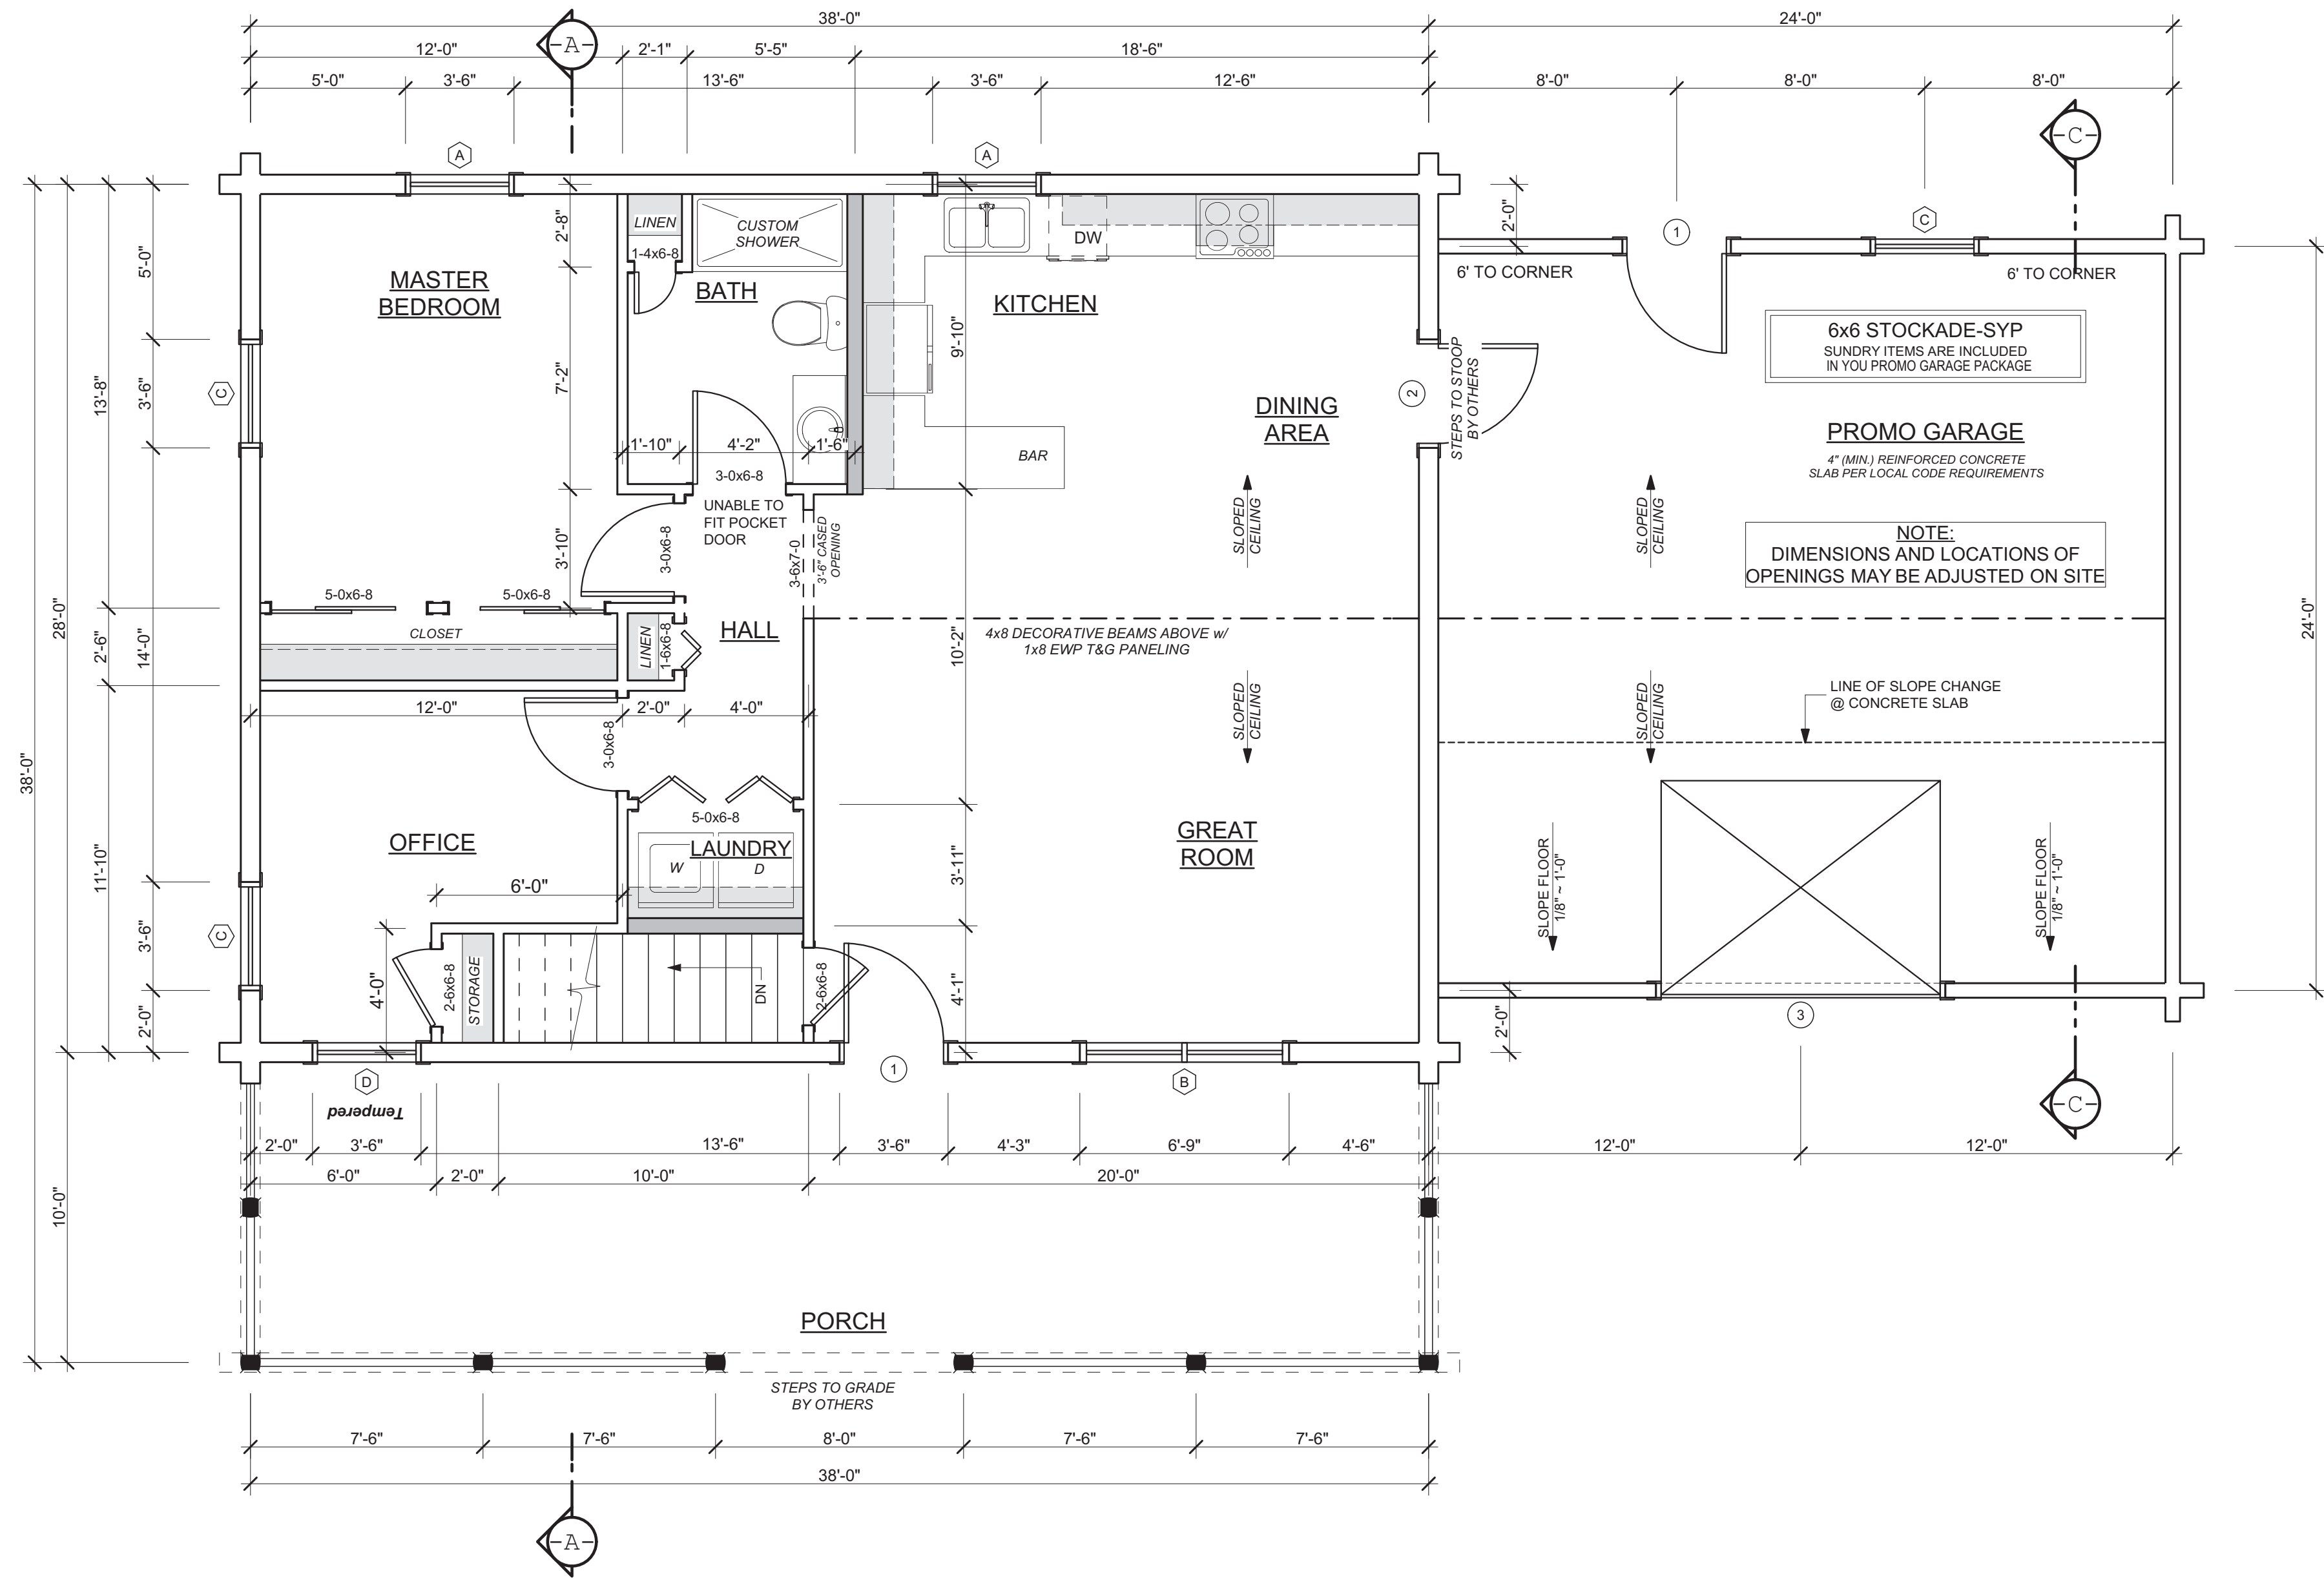 38'-0"
24'-0"
12'-0"
2'-1"
5'-5"
18'-6"
5'-0"
3'-6"
13'-6"
3'-6"
12'-6"
8'-0"
8'-0"
8'-0"
A
C
A
A
2'-0"
1
C
6' TO CORNER
6' TO CORNER
2'-8"
LINEN
1-4x6-8
CUSTOM
SHOWER
DW
MASTER
BEDROOM
BATH
KITCHEN
5'-0"
3'-6"
C
13'-8"
7'-2"
9'-10"
6x6 STOCKADE-SYP
SUNDRY ITEMS ARE INCLUDED
IN YOU PROMO GARAGE PACKAGE
STEPS TO STOOP
BY OTHERS
2
DINING
AREA
PROMO GARAGE
4" (MIN.) REINFORCED CONCRETE
SLAB PER LOCAL CODE REQUIREMENTS
1'-10"
4'-2"
1'-6"
BAR
3-0x6-8
UNABLE TO
FIT POCKET
DOOR
3'-10"
3-0x6-8
3-6x7-0
3'-6" CASED
OPENING
SLOPED
CEILING
SLOPED
CEILING
NOTE:
DIMENSIONS AND LOCATIONS OF
OPENINGS MAY BE ADJUSTED ON SITE
5-0x6-8
5-0x6-8
CLOSET
LINEN
1-6x6-8
HALL
10'-2"
4x8 DECORATIVE BEAMS ABOVE w/
1x8 EWP T&G PANELING
28'-0"
2'-6"
14'-0"
24'-0"
SLOPED
CEILING
SLOPED
CEILING
LINE OF SLOPE CHANGE
@ CONCRETE SLAB
12'-0"
2'-0"
4'-0"
3-0x6-8
38'-0"
5-0x6-8
LAUNDRY
W
D
OFFICE
GREAT
ROOM
11'-10"
3'-11"
6'-0"
SLOPE FLOOR
1/8" ~ 1'-0"
SLOPE FLOOR
1/8" ~ 1'-0"
3'-6"
C
4'-0"
2-6x6-8
STORAGE
DN
2-6x6-8
4'-1"
2'-0"
2'-0"
3
D
1
B
C
Tempered
2'-0"
3'-6"
13'-6"
3'-6"
4'-3"
6'-9"
4'-6"
12'-0"
12'-0"
6'-0"
2'-0"
10'-0"
20'-0"
10'-0"
PORCH
STEPS TO GRADE
BY OTHERS
7'-6"
7'-6"
8'-0"
7'-6"
7'-6"
38'-0"
A